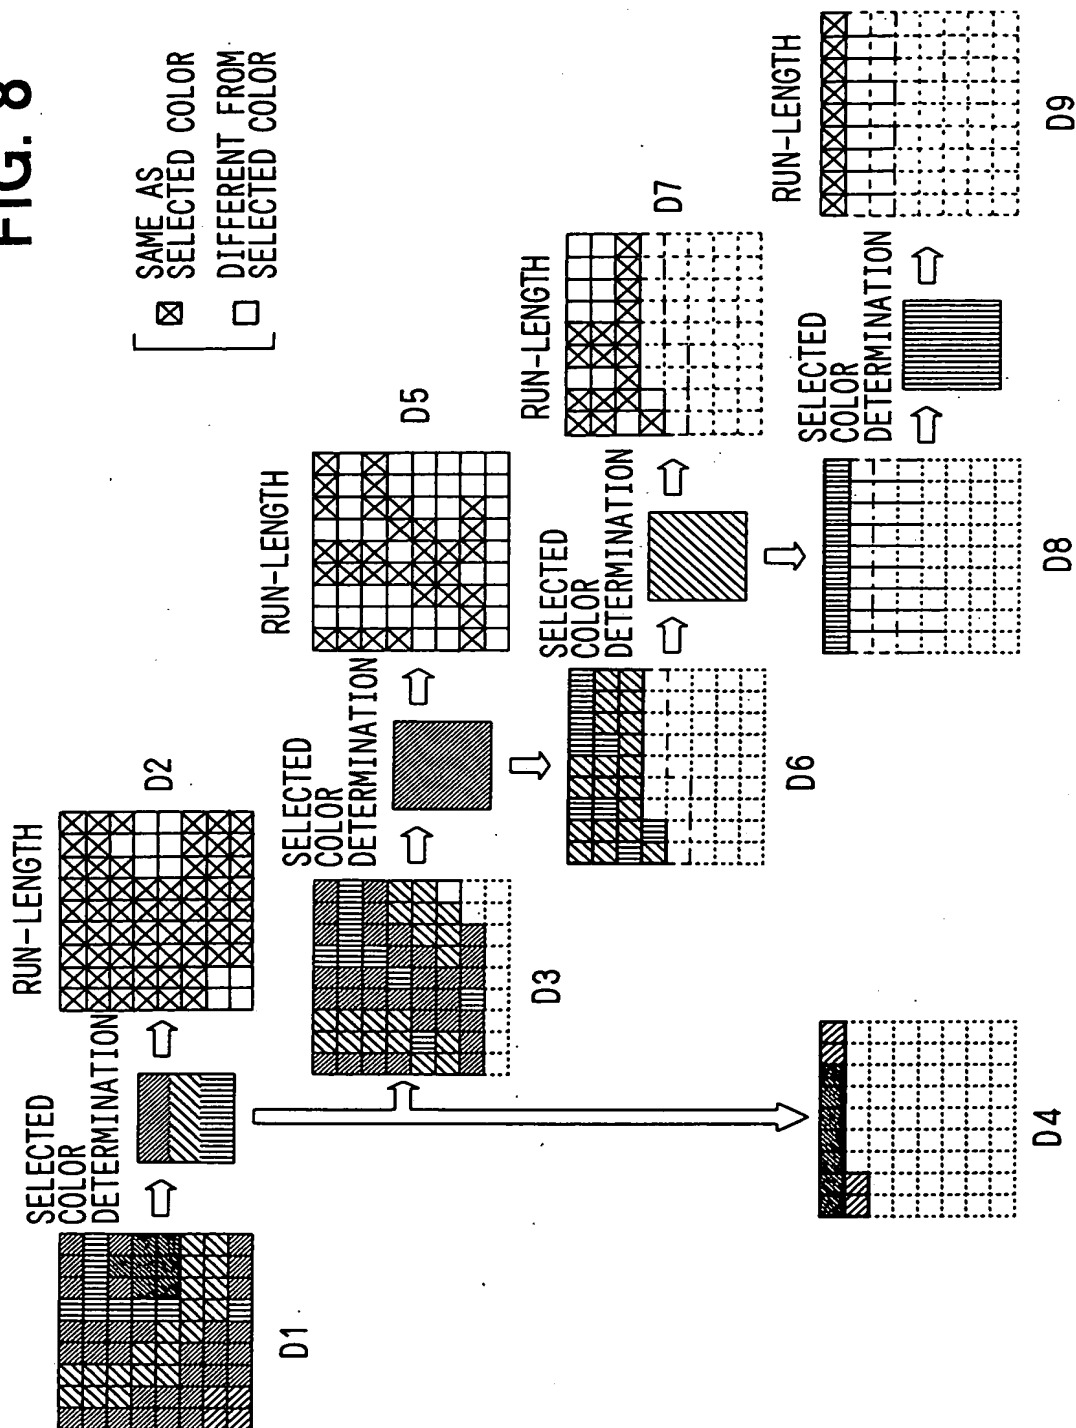 FIG. 8
SAME AS
SELECTED COLOR
DIFFERENT FROM
SELECTED COLOR
SELECTED
COLOR
DETERMINATION
RUN-LENGTH
D1
D2
SELECTED
COLOR
DETERMINATION
RUN-LENGTH
D3
D5
D4
SELECTED
COLOR
DETERMINATION
RUN-LENGTH
D6
D7
SELECTED
COLOR
DETERMINATION
RUN-LENGTH
D8
D9